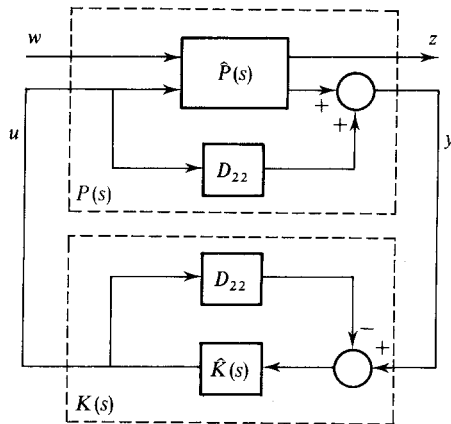 w
z
P̂(s)
+
+
u
y
D₂₂
P(s)
D₂₂
−
+
K̂(s)
K(s)